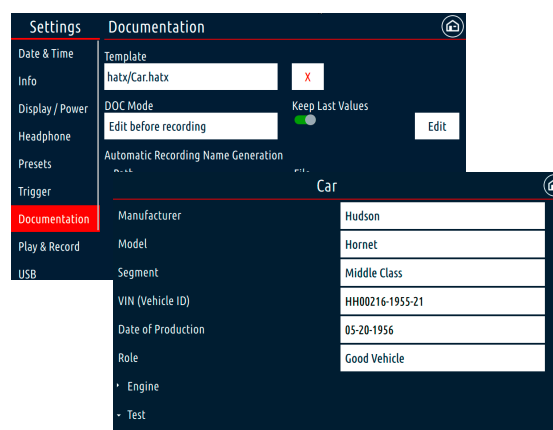 Settings
Documentation
Date & Time
Info
Display / Power
Headphone
Presets
Trigger
Documentation
Play & Record
USB
Template
hatx/Car.hatx
X
DOC Mode
Keep Last Values
Edit before recording
Edit
Automatic Recording Name Generation
Car
Manufacturer
Hudson
Model
Hornet
Segment
Middle Class
VIN (Vehicle ID)
HH00216-1955-21
Date of Production
05-20-1956
Role
Good Vehicle
Engine
Test